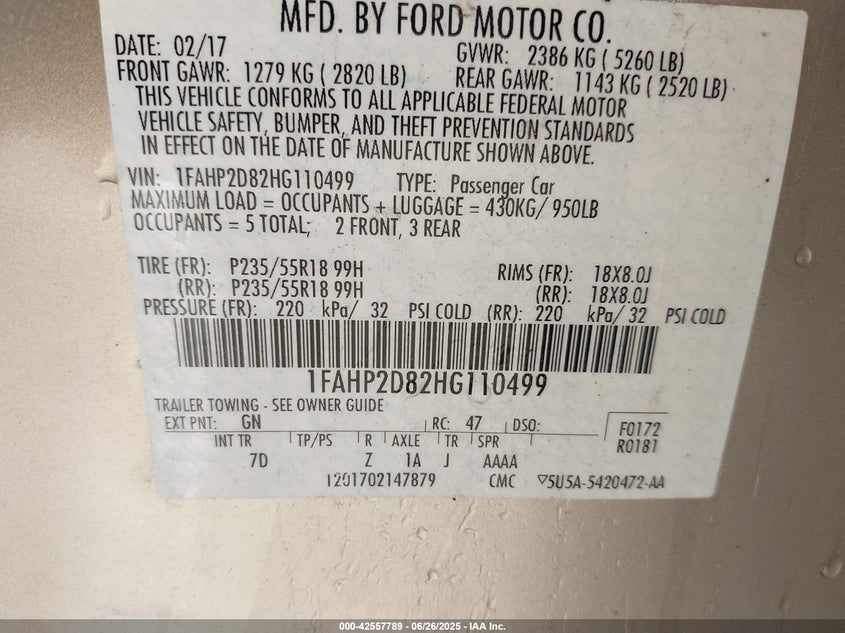 MFD. BY FORD MOTOR CO.
DATE: 02/17 GVWR: 2386 KG ( 5260 LB)
FRONT GAWR: 1279 KG ( 2820 LB) REAR GAWR: 1143 KG ( 2520 LB)
THIS VEHICLE CONFORMS TO ALL APPLICABLE FEDERAL MOTOR
VEHICLE SAFETY, BUMPER, AND THEFT PREVENTION STANDARDS
IN EFFECT ON THE DATE OF MANUFACTURE SHOWN ABOVE.
VIN: 1FAHP2D82HG110499 TYPE: Passenger Car
MAXIMUM LOAD = OCCUPANTS + LUGGAGE = 430KG/ 950LB
OCCUPANTS = 5 TOTAL; 2 FRONT, 3 REAR
TIRE (FR): P235/55R18 99H RIMS (FR): 18X8.0J
(RR): P235/55R18 99H (RR): 18X8.0J
PRESSURE (FR): 220 kPa/ 32 PSI COLD (RR): 220 kPa/ 32 PSI COLD
1FAHP2D82HG110499
TRAILER TOWING - SEE OWNER GUIDE
EXT PNT: GN RC: 47 DSO: F0172
INT TR TP/PS R AXLE TR SPR R0181
7D Z 1A J AAAA
1201702147879 CMC ▽5U5A-5420472-AA
000-42557789 - 06/26/2025 - IAA Inc.